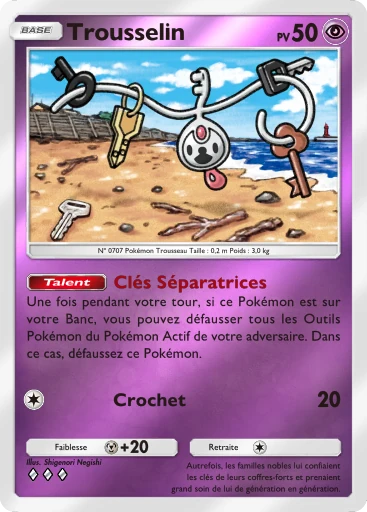 BASE Trousselin PV 50
N° 0707 Pokémon Trousseau Taille : 0,2 m Poids : 3,0 kg
Talent Clés Séparatrices
Une fois pendant votre tour, si ce Pokémon est sur
votre Banc, vous pouvez défausser tous les Outils
Pokémon du Pokémon Actif de votre adversaire. Dans
ce cas, défaussez ce Pokémon.
Crochet 20
Faiblesse +20 Retraite
Illus. Shigenori Negishi
Autrefois, les familles nobles lui confiaient
les clés de leurs coffres-forts et prenaient
grand soin de lui de génération en génération.